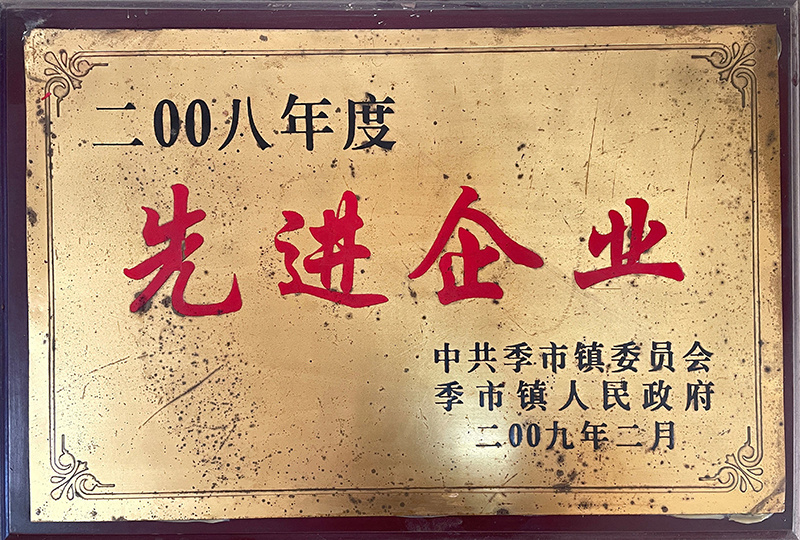 二00八年度
先进企业
中共季市镇委员会
季市镇人民政府
二00九年二月